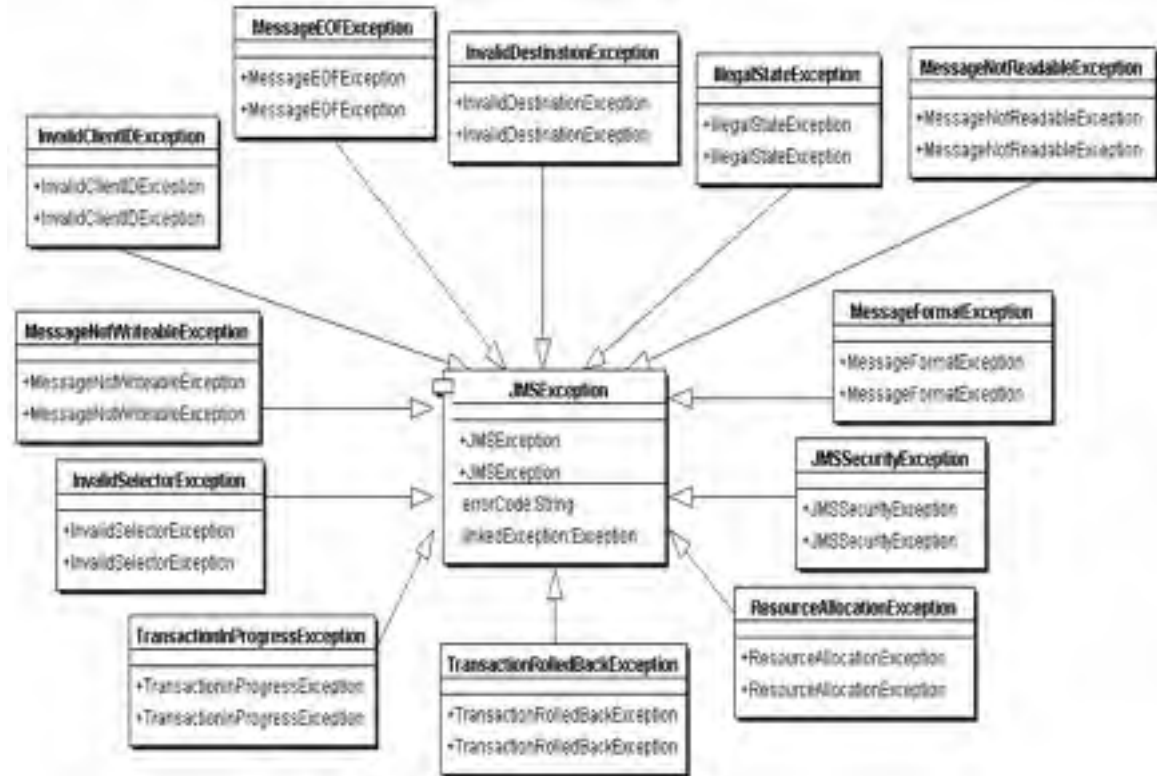 MessageEOFException
+MessageEOFException
+MessageEOFException
InvalidDestinationException
+InvalidDestinationException
+InvalidDestinationException
IllegalStateException
+IllegalStateException
+IllegalStateException
MessageNotReadableException
+MessageNotReadableException
+MessageNotReadableException
InvalidClientIDException
+InvalidClientIDException
+InvalidClientIDException
MessageNotWriteableException
+MessageNotWriteableException
+MessageNotWriteableException
JMSException
+JMSException
+JMSException
errorCode:String
linkedException:Exception
MessageFormatException
+MessageFormatException
+MessageFormatException
InvalidSelectorException
+InvalidSelectorException
+InvalidSelectorException
JMSSecurityException
+JMSSecurityException
+JMSSecurityException
TransactionInProgressException
+TransactionInProgressException
+TransactionInProgressException
TransactionRolledBackException
+TransactionRolledBackException
+TransactionRolledBackException
ResourceAllocationException
+ResourceAllocationException
+ResourceAllocationException